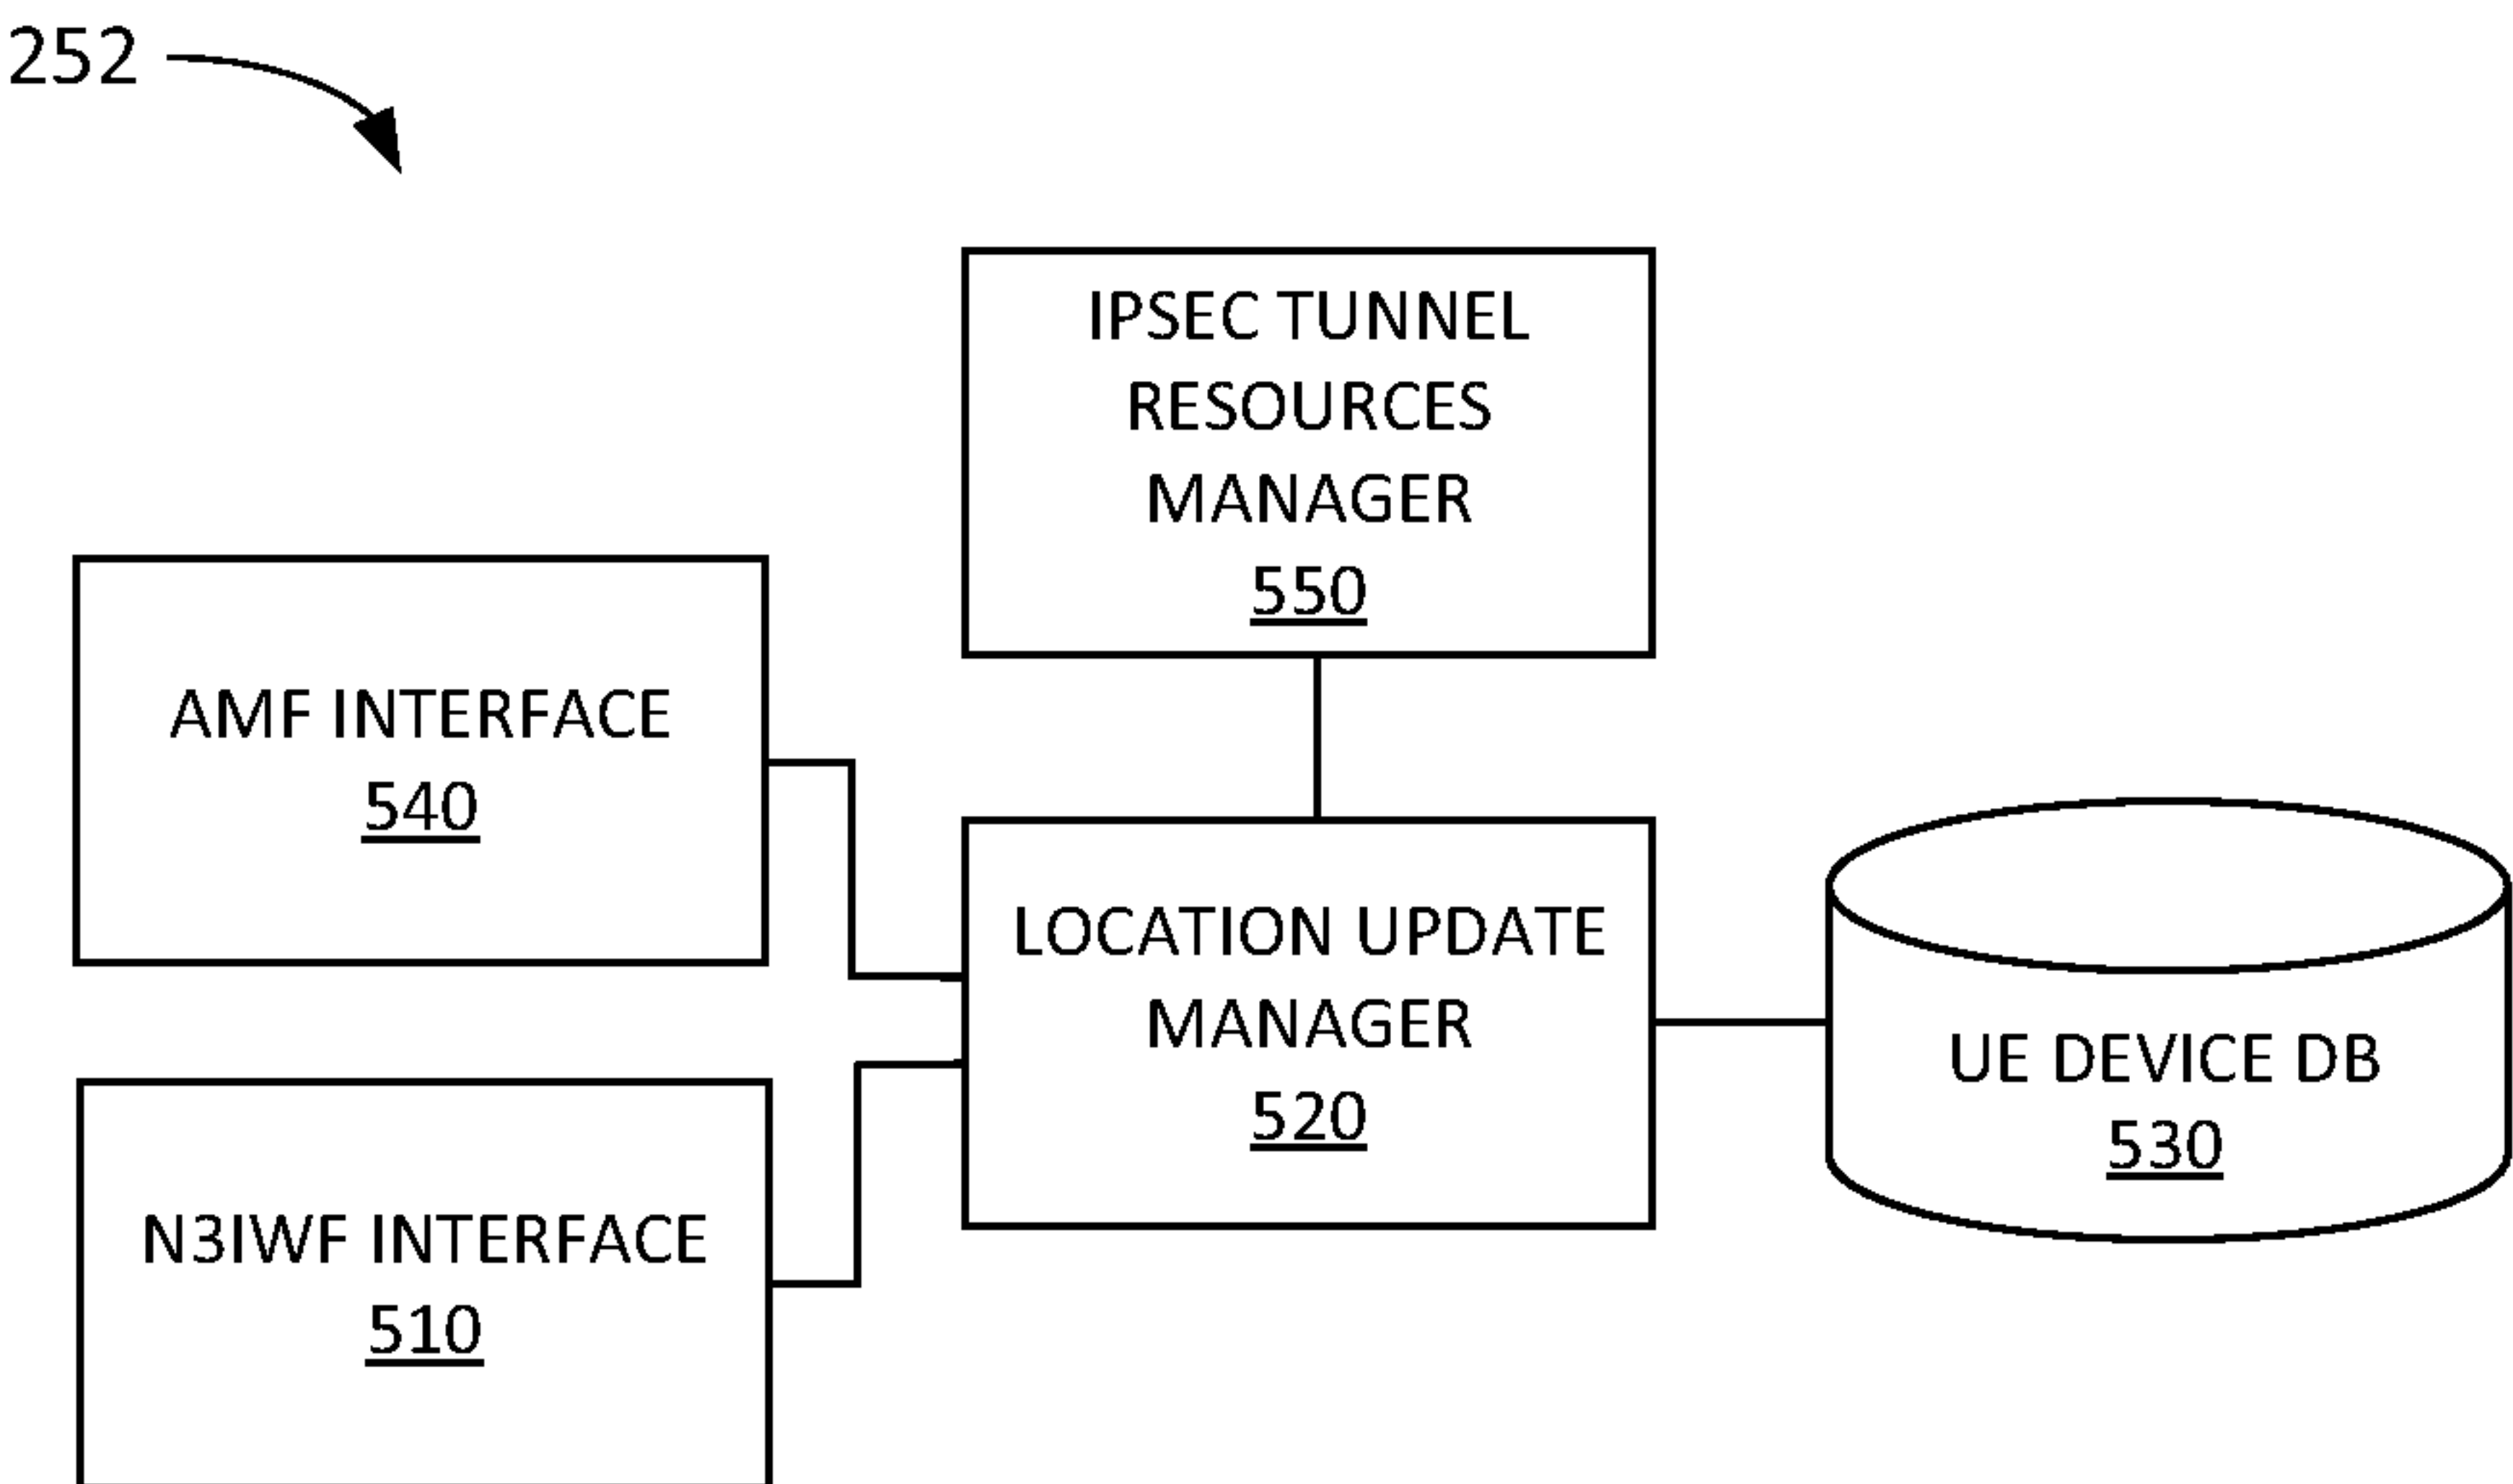 252
IPSEC TUNNEL
RESOURCES
MANAGER
550
AMF INTERFACE
540
LOCATION UPDATE
MANAGER
520
UE DEVICE DB
530
N3IWF INTERFACE
510